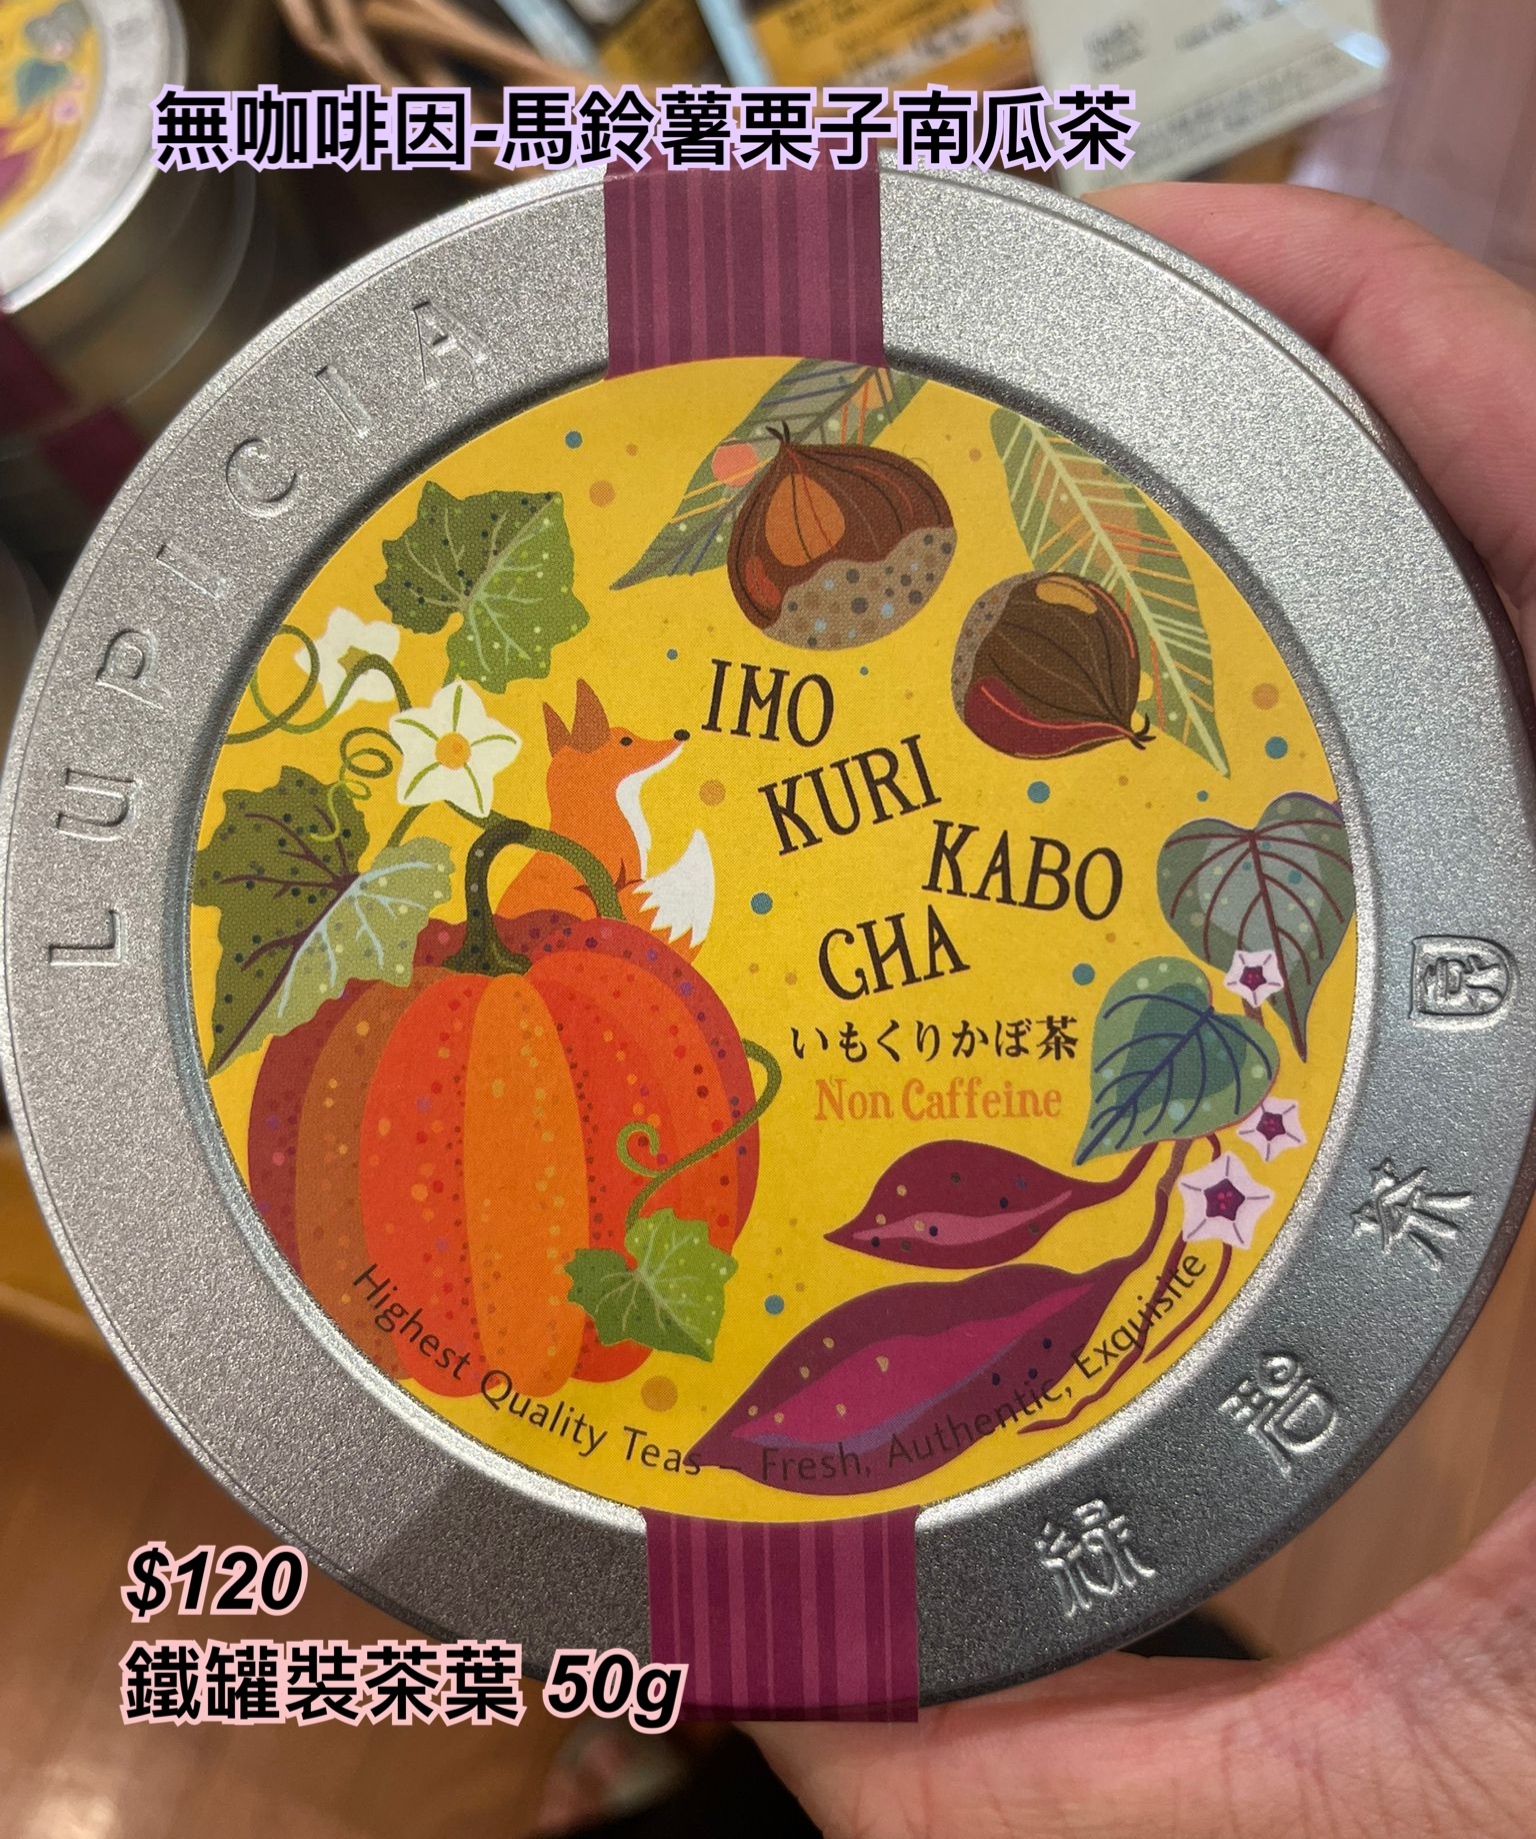 無咖啡因-馬鈴薯栗子南瓜茶
LUPICIA
IMO
KURI
KABO
CHA
いもくりかぼ茶
Non Caffeine
Highest Quality Teas – Fresh, Authentic, Exquisite
緑碧茶園
$120
鐵罐裝茶葉 50g